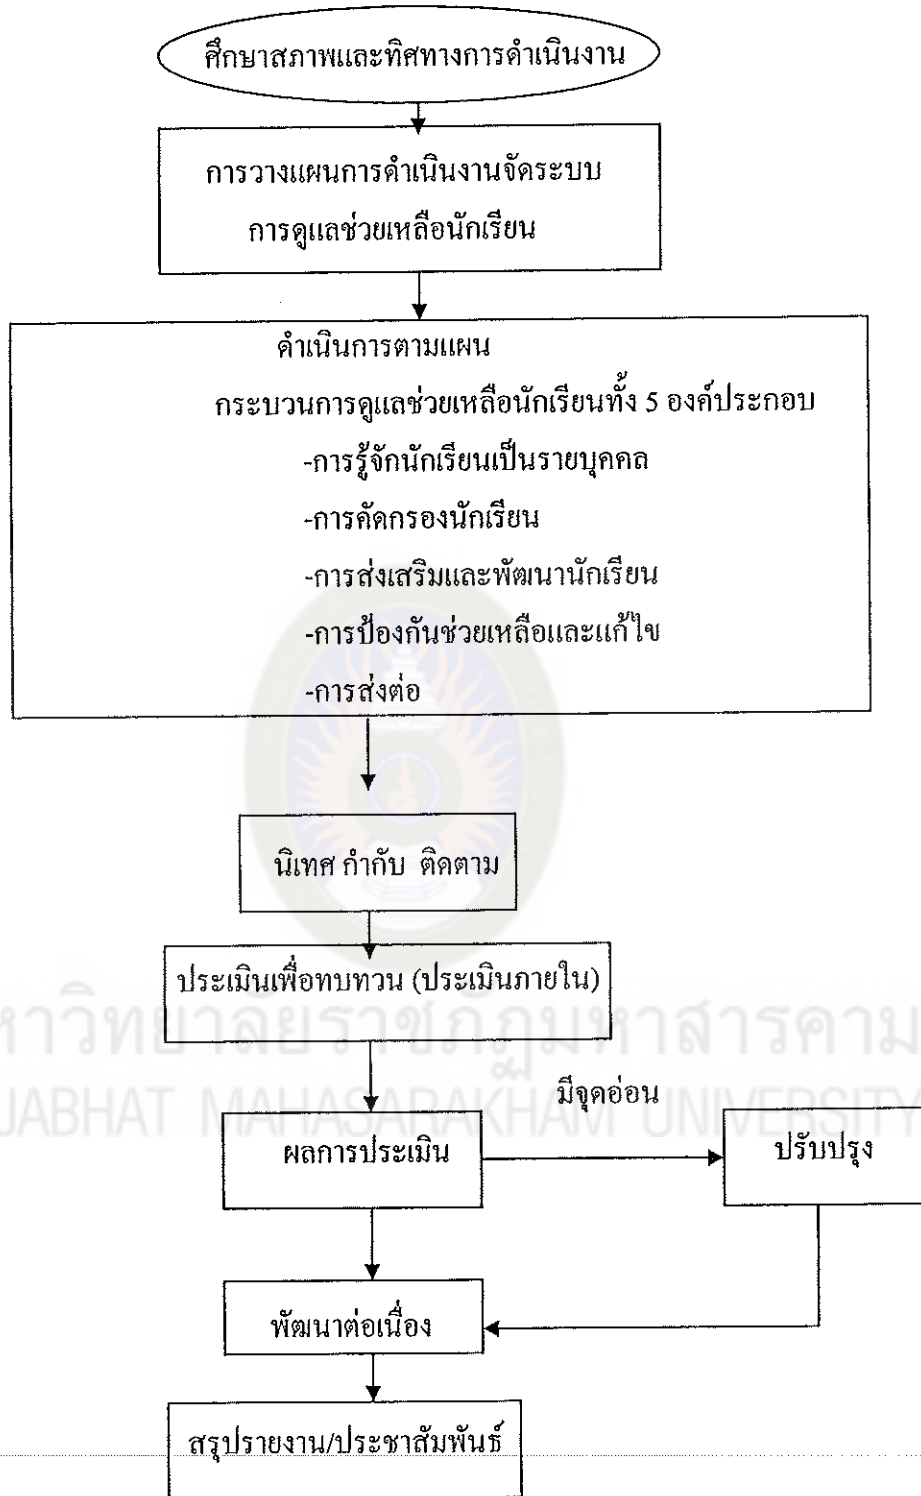 ศึกษาสภาพและทิศทางการดำเนินงาน
การวางแผนการดำเนินงานจัดระบบ
การดูแลช่วยเหลือนักเรียน
ดำเนินการตามแผน
กระบวนการดูแลช่วยเหลือนักเรียนทั้ง 5 องค์ประกอบ
-การรู้จักนักเรียนเป็นรายบุคคล
-การคัดกรองนักเรียน
-การส่งเสริมและพัฒนานักเรียน
-การป้องกันช่วยเหลือและแก้ไข
-การส่งต่อ
นิเทศ กำกับ ติดตาม
ประเมินเพื่อทบทวน (ประเมินภายใน)
หาวิทยาลัยราชภัฏมหาสารคาม
JABHAT MAHASARAKHAM UNIVERSITY
มีจุดอ่อน
ผลการประเมิน
ปรับปรุง
พัฒนาต่อเนื่อง
สรุปรายงาน/ประชาสัมพันธ์